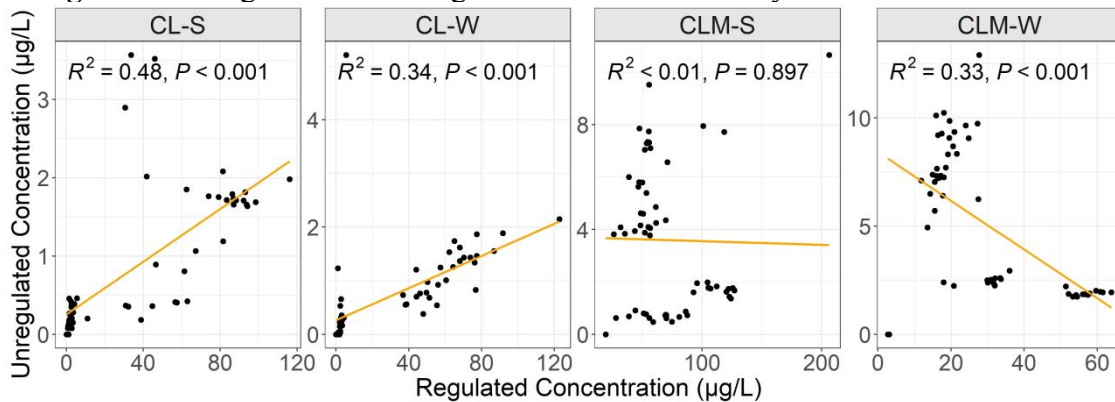 CL-S CL-W CLM-S CLM-W
R² = 0.48, P < 0.001 R² = 0.34, P < 0.001 R² < 0.01, P = 0.897 R² = 0.33, P < 0.001
Unregulated Concentration (µg/L)
3
2
1
0
0 40 80 120
4
2
0
0 40 80 120
8
4
0
100 200
10
5
0
0 20 40 60
Regulated Concentration (µg/L)